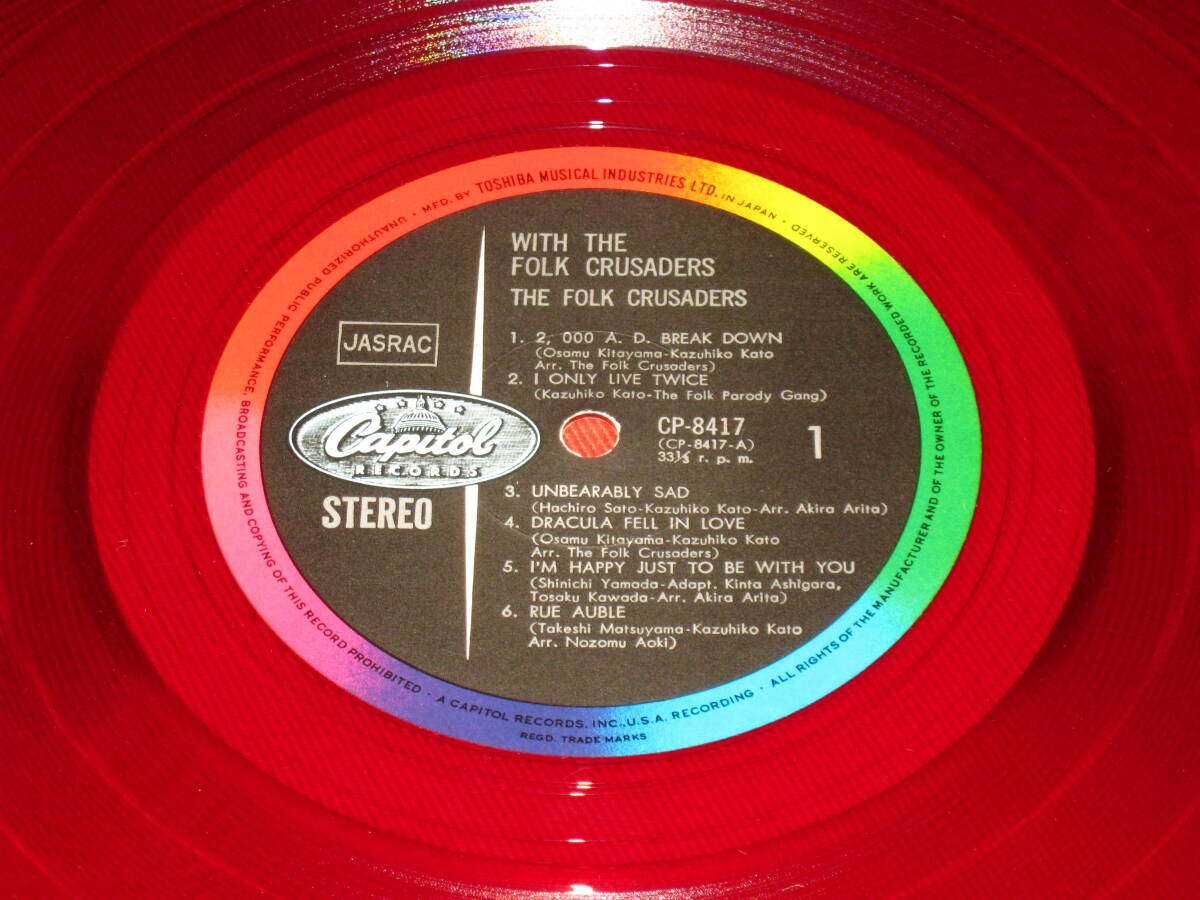 MFD. BY TOSHIBA MUSICAL INDUSTRIES LTD. IN JAPAN · ALL RIGHTS OF THE MANUFACTURER AND OF THE OWNER OF THE RECORDED WORK ARE RESERVED
UNAUTHORIZED PUBLIC PERFORMANCE, BROADCASTING AND COPYING OF THIS RECORD PROHIBITED · A CAPITOL RECORDS, INC., U.S.A. RECORDING ·
REGD. TRADE MARKS
WITH THE
FOLK CRUSADERS
THE FOLK CRUSADERS
JASRAC
1. 2, 000 A. D. BREAK DOWN
(Osamu Kitayama-Kazuhiko Kato
Arr. The Folk Crusaders)
2. I ONLY LIVE TWICE
(Kazuhiko Kato-The Folk Parody Gang)
Capitol
RECORDS
STEREO
CP-8417
(CP-8417-A)
33⅓ r. p. m.
1
3. UNBEARABLY SAD
(Hachiro Sato-Kazuhiko Kato-Arr. Akira Arita)
4. DRACULA FELL IN LOVE
(Osamu Kitayama-Kazuhiko Kato
Arr. The Folk Crusaders)
5. I'M HAPPY JUST TO BE WITH YOU
(Shinichi Yamada-Adapt. Kinta Ashigara,
Tosaku Kawada-Arr. Akira Arita)
6. RUE AUBLE
(Takeshi Matsuyama-Kazuhiko Kato
Arr. Nozomu Aoki)